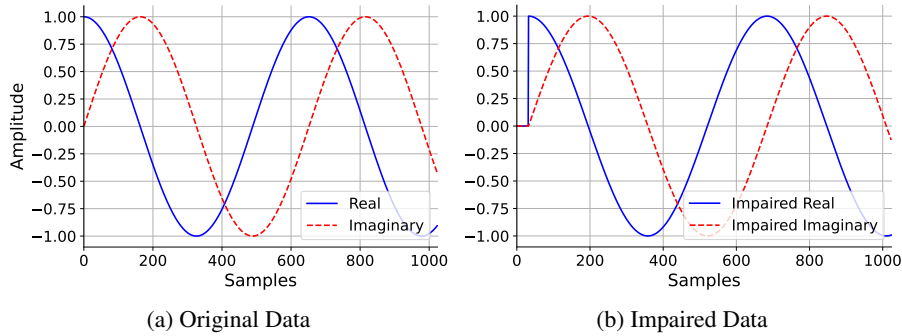 Amplitude
1.00
0.75
0.50
0.25
0.00
−0.25
−0.50
−0.75
−1.00
0 200 400 600 800 1000
Samples
Real
Imaginary
(a) Original Data
1.00
0.75
0.50
0.25
0.00
−0.25
−0.50
−0.75
−1.00
0 200 400 600 800 1000
Samples
Impaired Real
Impaired Imaginary
(b) Impaired Data